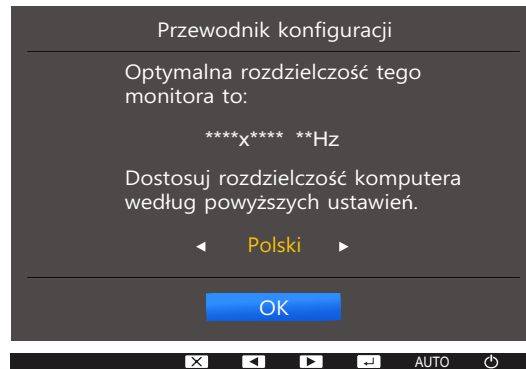 Przewodnik konfiguracji
Optymalna rozdzielczość tego
monitora to:
****x**** **Hz
Dostosuj rozdzielczość komputera
według powyższych ustawień.
Polski
OK
AUTO